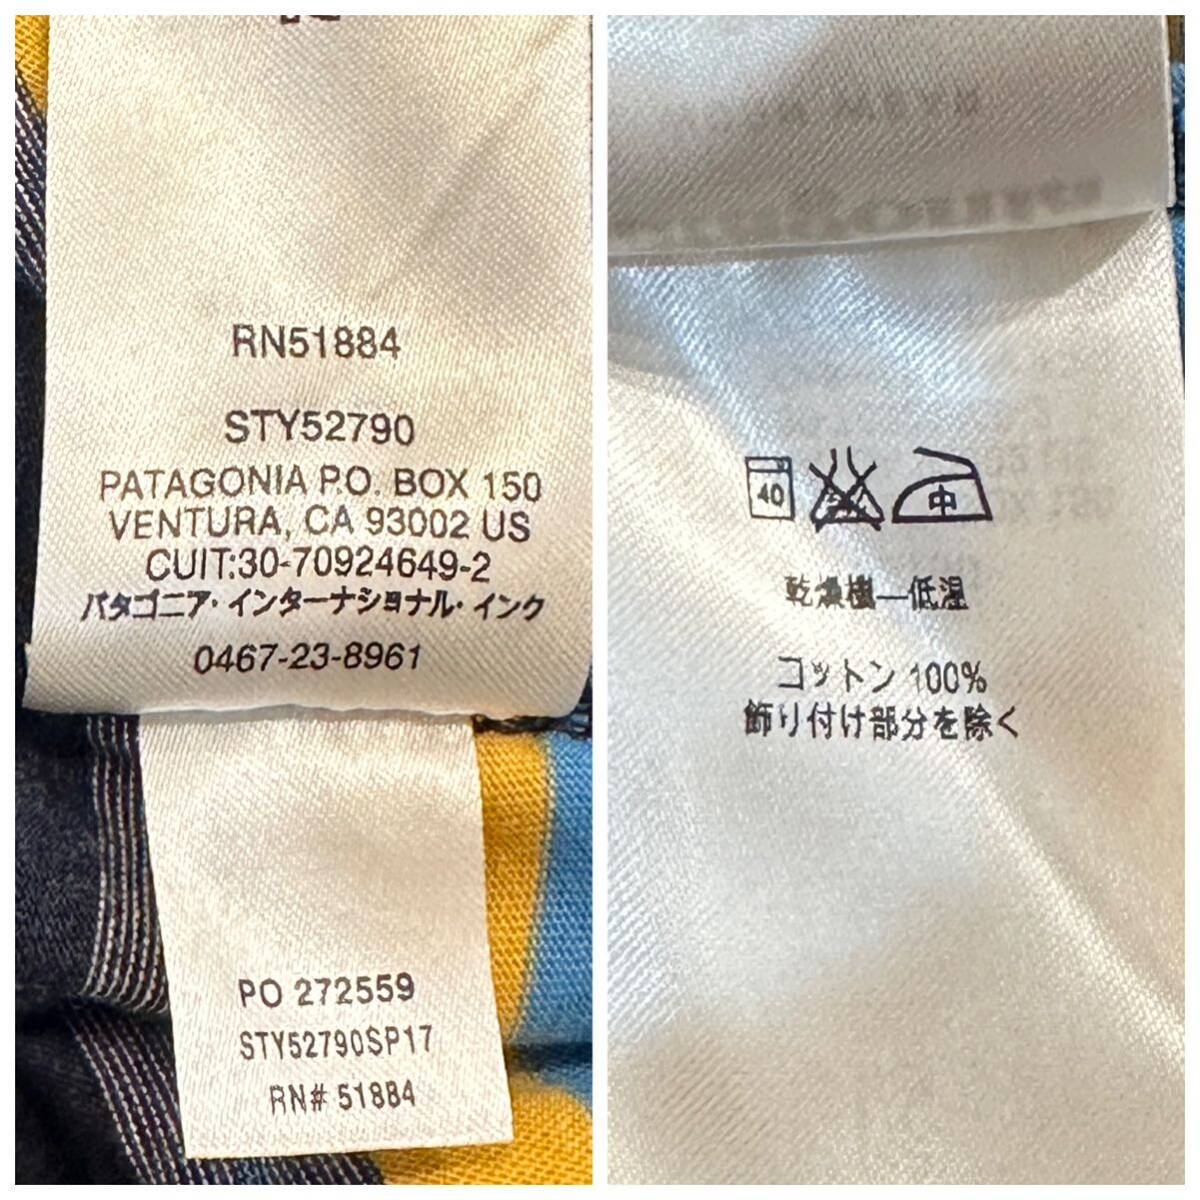 RN51884
STY52790
PATAGONIA P.O. BOX 150
VENTURA, CA 93002 US
CUIT:30-70924649-2
パタゴニア・インターナショナル・インク
0467-23-8961
PO 272559
STY52790SP17
RN# 51884
40 中
乾燥機—低温
コットン 100%
飾り付け部分を除く